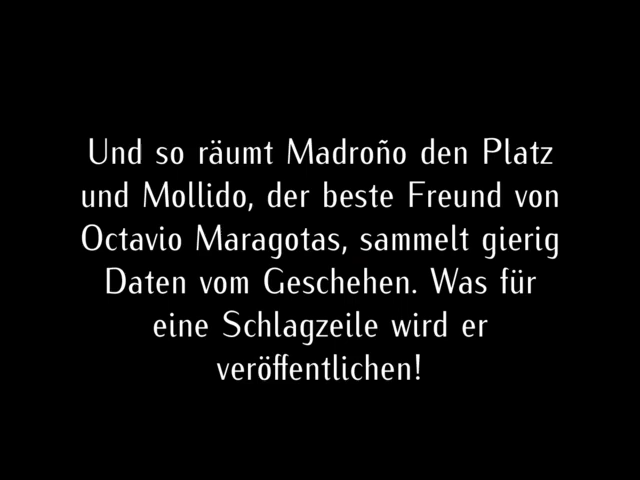 Und so räumt Madroño den Platz
und Mollido, der beste Freund von
Octavio Maragotas, sammelt gierig
Daten vom Geschehen. Was für
eine Schlagzeile wird er
veröffentlichen!